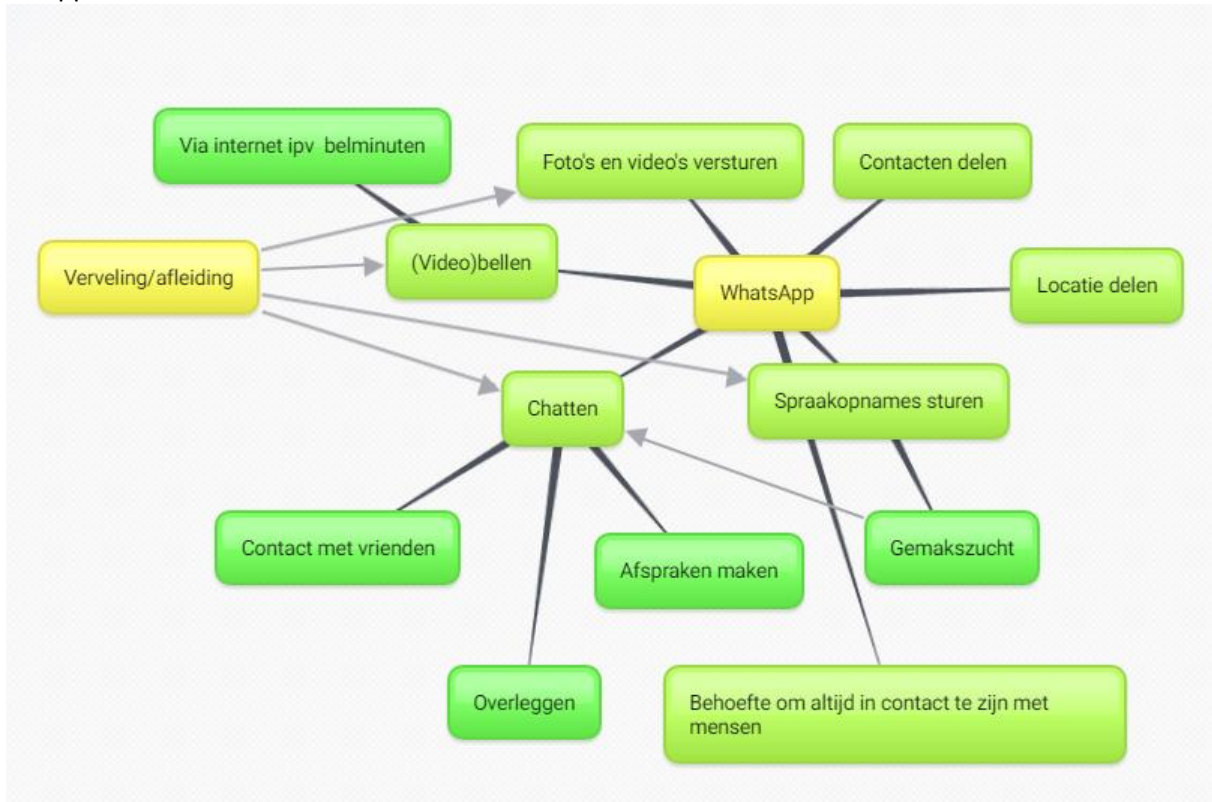 Via internet ipv  belminuten
Foto's en video's versturen
Contacten delen
Verveling/afleiding
(Video)bellen
WhatsApp
Locatie delen
Chatten
Spraakopnames sturen
Contact met vrienden
Afspraken maken
Gemakszucht
Overleggen
Behoefte om altijd in contact te zijn met
mensen